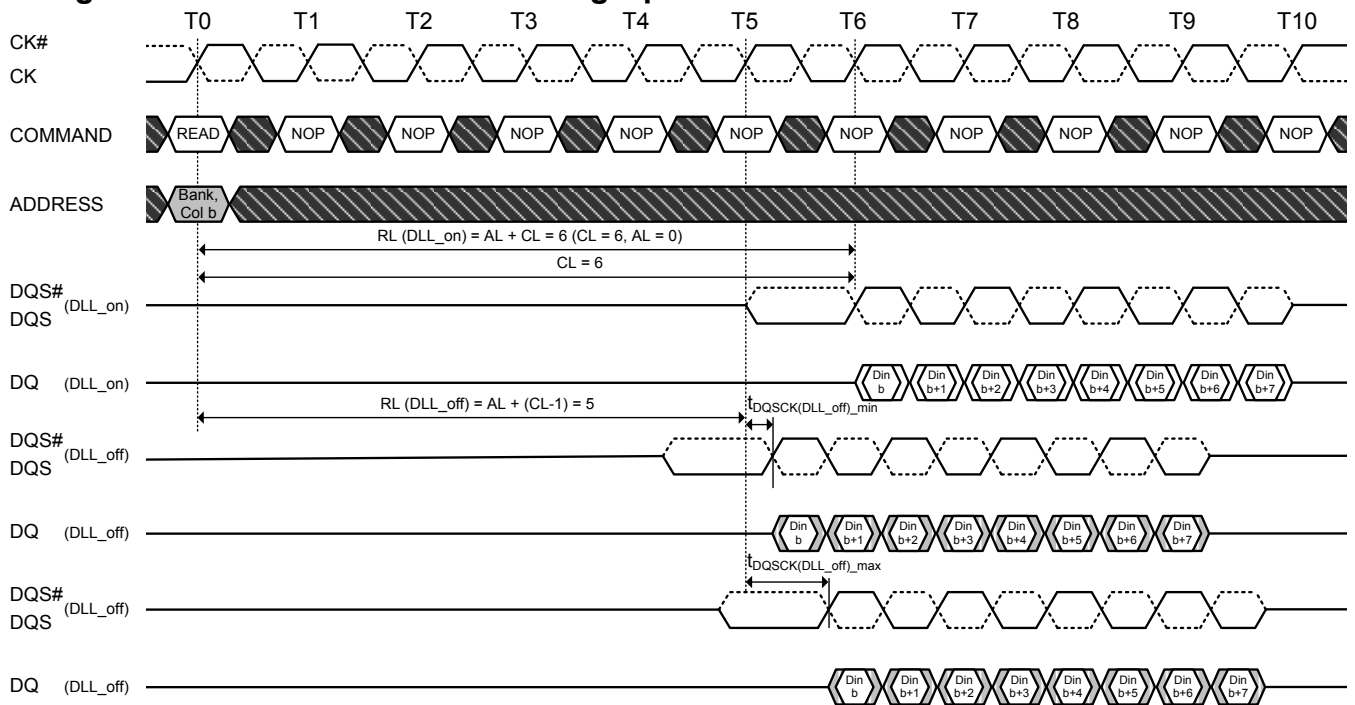 T0 T1 T2 T3 T4 T5 T6 T7 T8 T9 T10
CK#
CK
COMMAND READ NOP NOP NOP NOP NOP NOP NOP NOP NOP NOP
ADDRESS
Bank,
Col b
RL (DLL_on) = AL + CL = 6 (CL = 6, AL = 0)
CL = 6
DQS#
(DLL_on)
DQS
DQ (DLL_on)
Din b Din b+1 Din b+2 Din b+3 Din b+4 Din b+5 Din b+6 Din b+7
RL (DLL_off) = AL + (CL-1) = 5
tDQSCK(DLL_off)_min
DQS#
(DLL_off)
DQS
DQ (DLL_off)
Din b Din b+1 Din b+2 Din b+3 Din b+4 Din b+5 Din b+6 Din b+7
tDQSCK(DLL_off)_max
DQS#
(DLL_off)
DQS
DQ (DLL_off)
Din b Din b+1 Din b+2 Din b+3 Din b+4 Din b+5 Din b+6 Din b+7